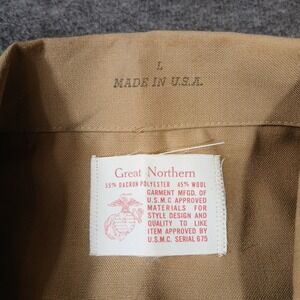 L
MADE IN U.S.A.
Great Northern
55% DACRON POLYESTER 45% WOOL
GARMENT MFGD. OF
U.S.M.C APPROVED
MATERIALS FOR
STYLE DESIGN AND
QUALITY TO LIKE
ITEM APPROVED BY
U.S.M.C. SERIAL 675